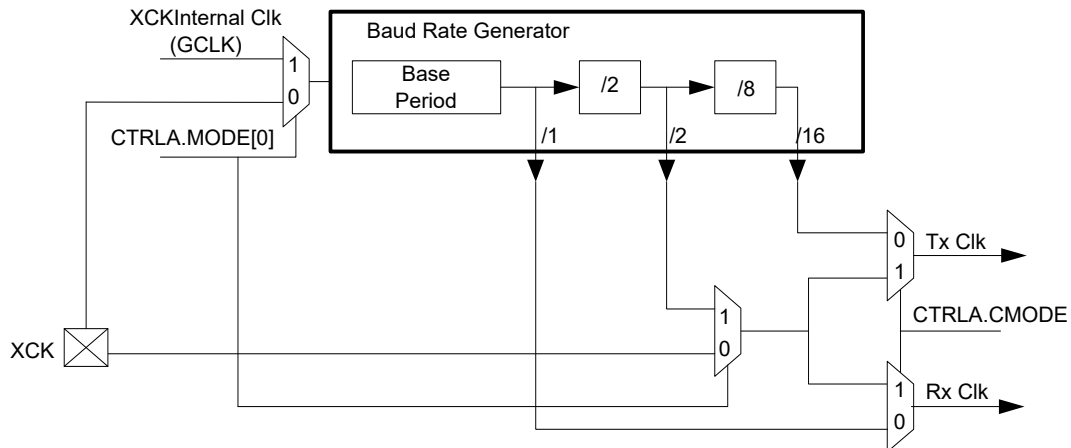 XCKInternal Clk
(GCLK)
Baud Rate Generator
1
0
Base
Period
/2
/8
CTRLA.MODE[0]
/1
/2
/16
0
Tx Clk
1
1
0
CTRLA.CMODE
XCK
1
Rx Clk
0